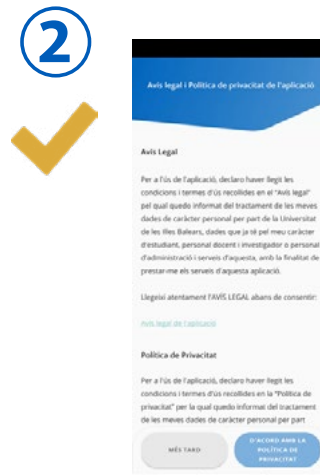 2
Avís legal i Política de privacitat de l'aplicació
Avís Legal
Per a l'ús de l'aplicació, declaro haver llegit les
condicions i termes d'ús recollides en el "Avís legal"
pel qual quedo informat del tractament de les meves
dades de caràcter personal per part de la Universitat
de les Illes Balears, dades que ja té pel meu caràcter
d'estudiant, personal docent i investigador o personal
d'administració i serveis d'aquesta, amb la finalitat de
prestar-me els serveis d'aquesta aplicació.
Llegeixi atentament l'AVÍS LEGAL abans de consentir:
Avís legal de l'aplicació
Política de Privacitat
Per a l'ús de l'aplicació, declaro haver llegit les
condicions i termes d'ús recollides en la "Política de
privacitat" per la qual quedo informat del tractament
de les meves dades de caràcter personal per part
MÉS TARD
D'ACORD AMB LA
POLÍTICA DE
PRIVACITAT